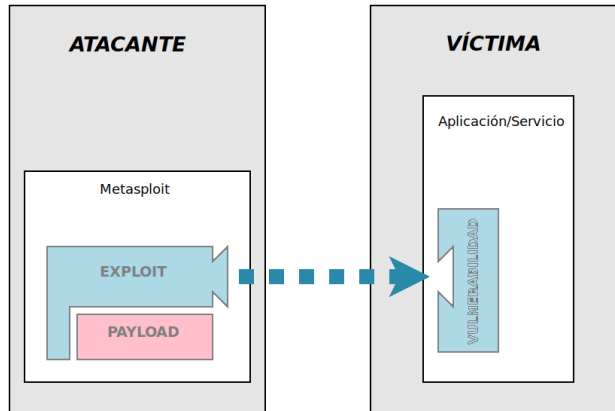 ATACANTE
Metasploit
EXPLOIT
PAYLOAD
VÍCTIMA
Aplicación/Servicio
VULNERABILIDAD